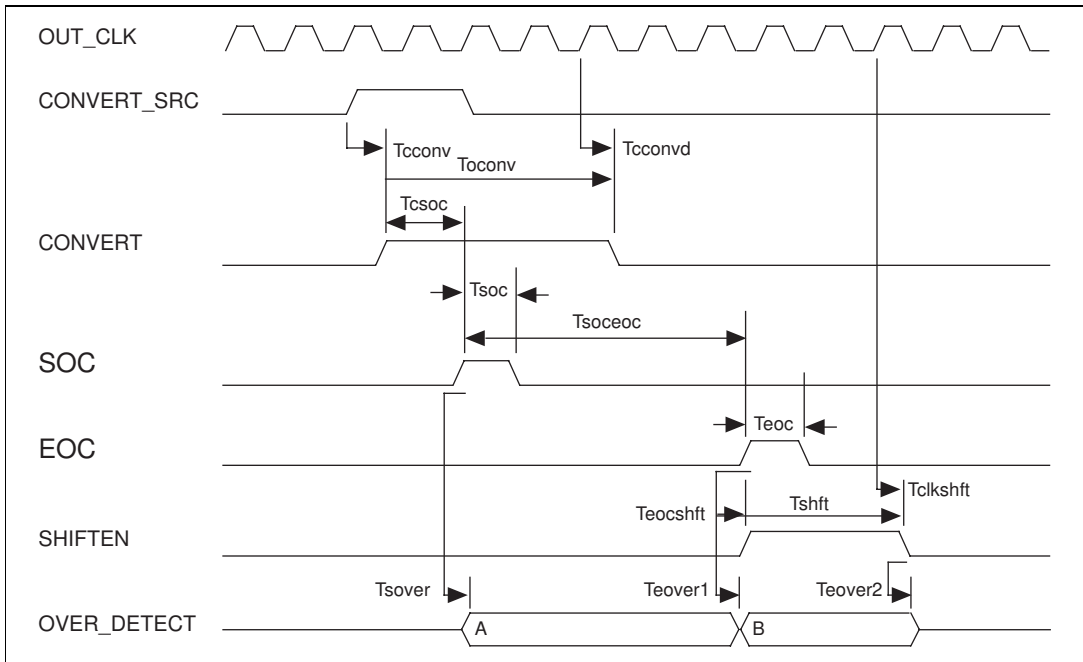 OUT_CLK
CONVERT_SRC
Tcconv
Tcconvd
Toconv
Tcsoc
CONVERT
Tsoc
Tsoceoc
SOC
Teoc
EOC
Tclkshft
Teocshft
Tshft
SHIFTEN
Tsover
Teover1
Teover2
OVER_DETECT
A
B